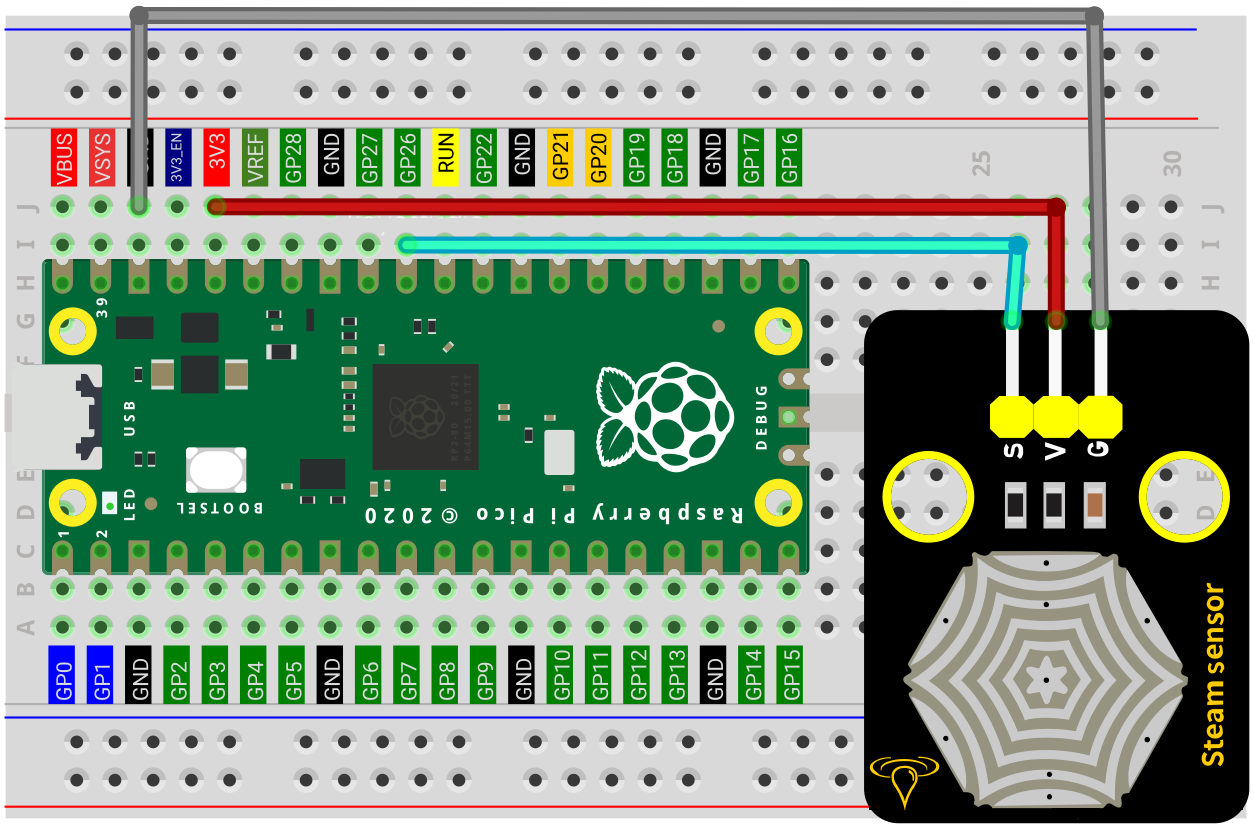 VBUS VSYS GND 3V3_EN 3V3 VREF GP28 GND GP27 GP26 RUN GP22 GND GP21 GP20 GP19 GP18 GND GP17 GP16 25 30
J J
I I
H H
G
F
39
USB
DEBUG
S V G
E E
D D
LED
BOOTSEL
Raspberry Pi Pico © 2020
1 2
C
B
A
GP0 GP1 GND GP2 GP3 GP4 GP5 GND GP6 GP7 GP8 GP9 GND GP10 GP11 GP12 GP13 GND GP14 GP15
Steam sensor